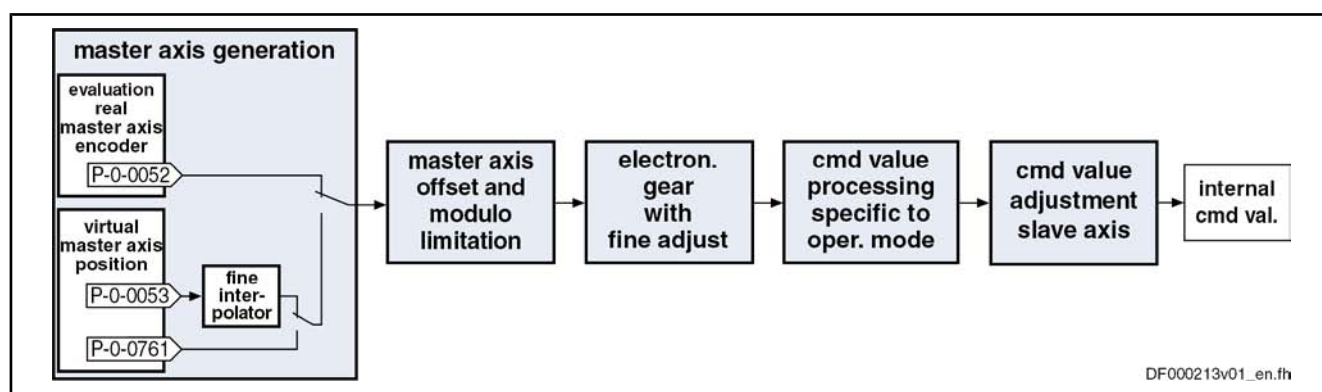 master axis generation
evaluation
real
master axis
encoder
P-0-0052
virtual
master axis
position
P-0-0053
P-0-0761
fine
inter-
polator
master axis
offset and
modulo
limitation
electron.
gear
with
fine adjust
cmd value
processing
specific to
oper. mode
cmd value
adjustment
slave axis
internal
cmd val.
DF000213v01_en.fh